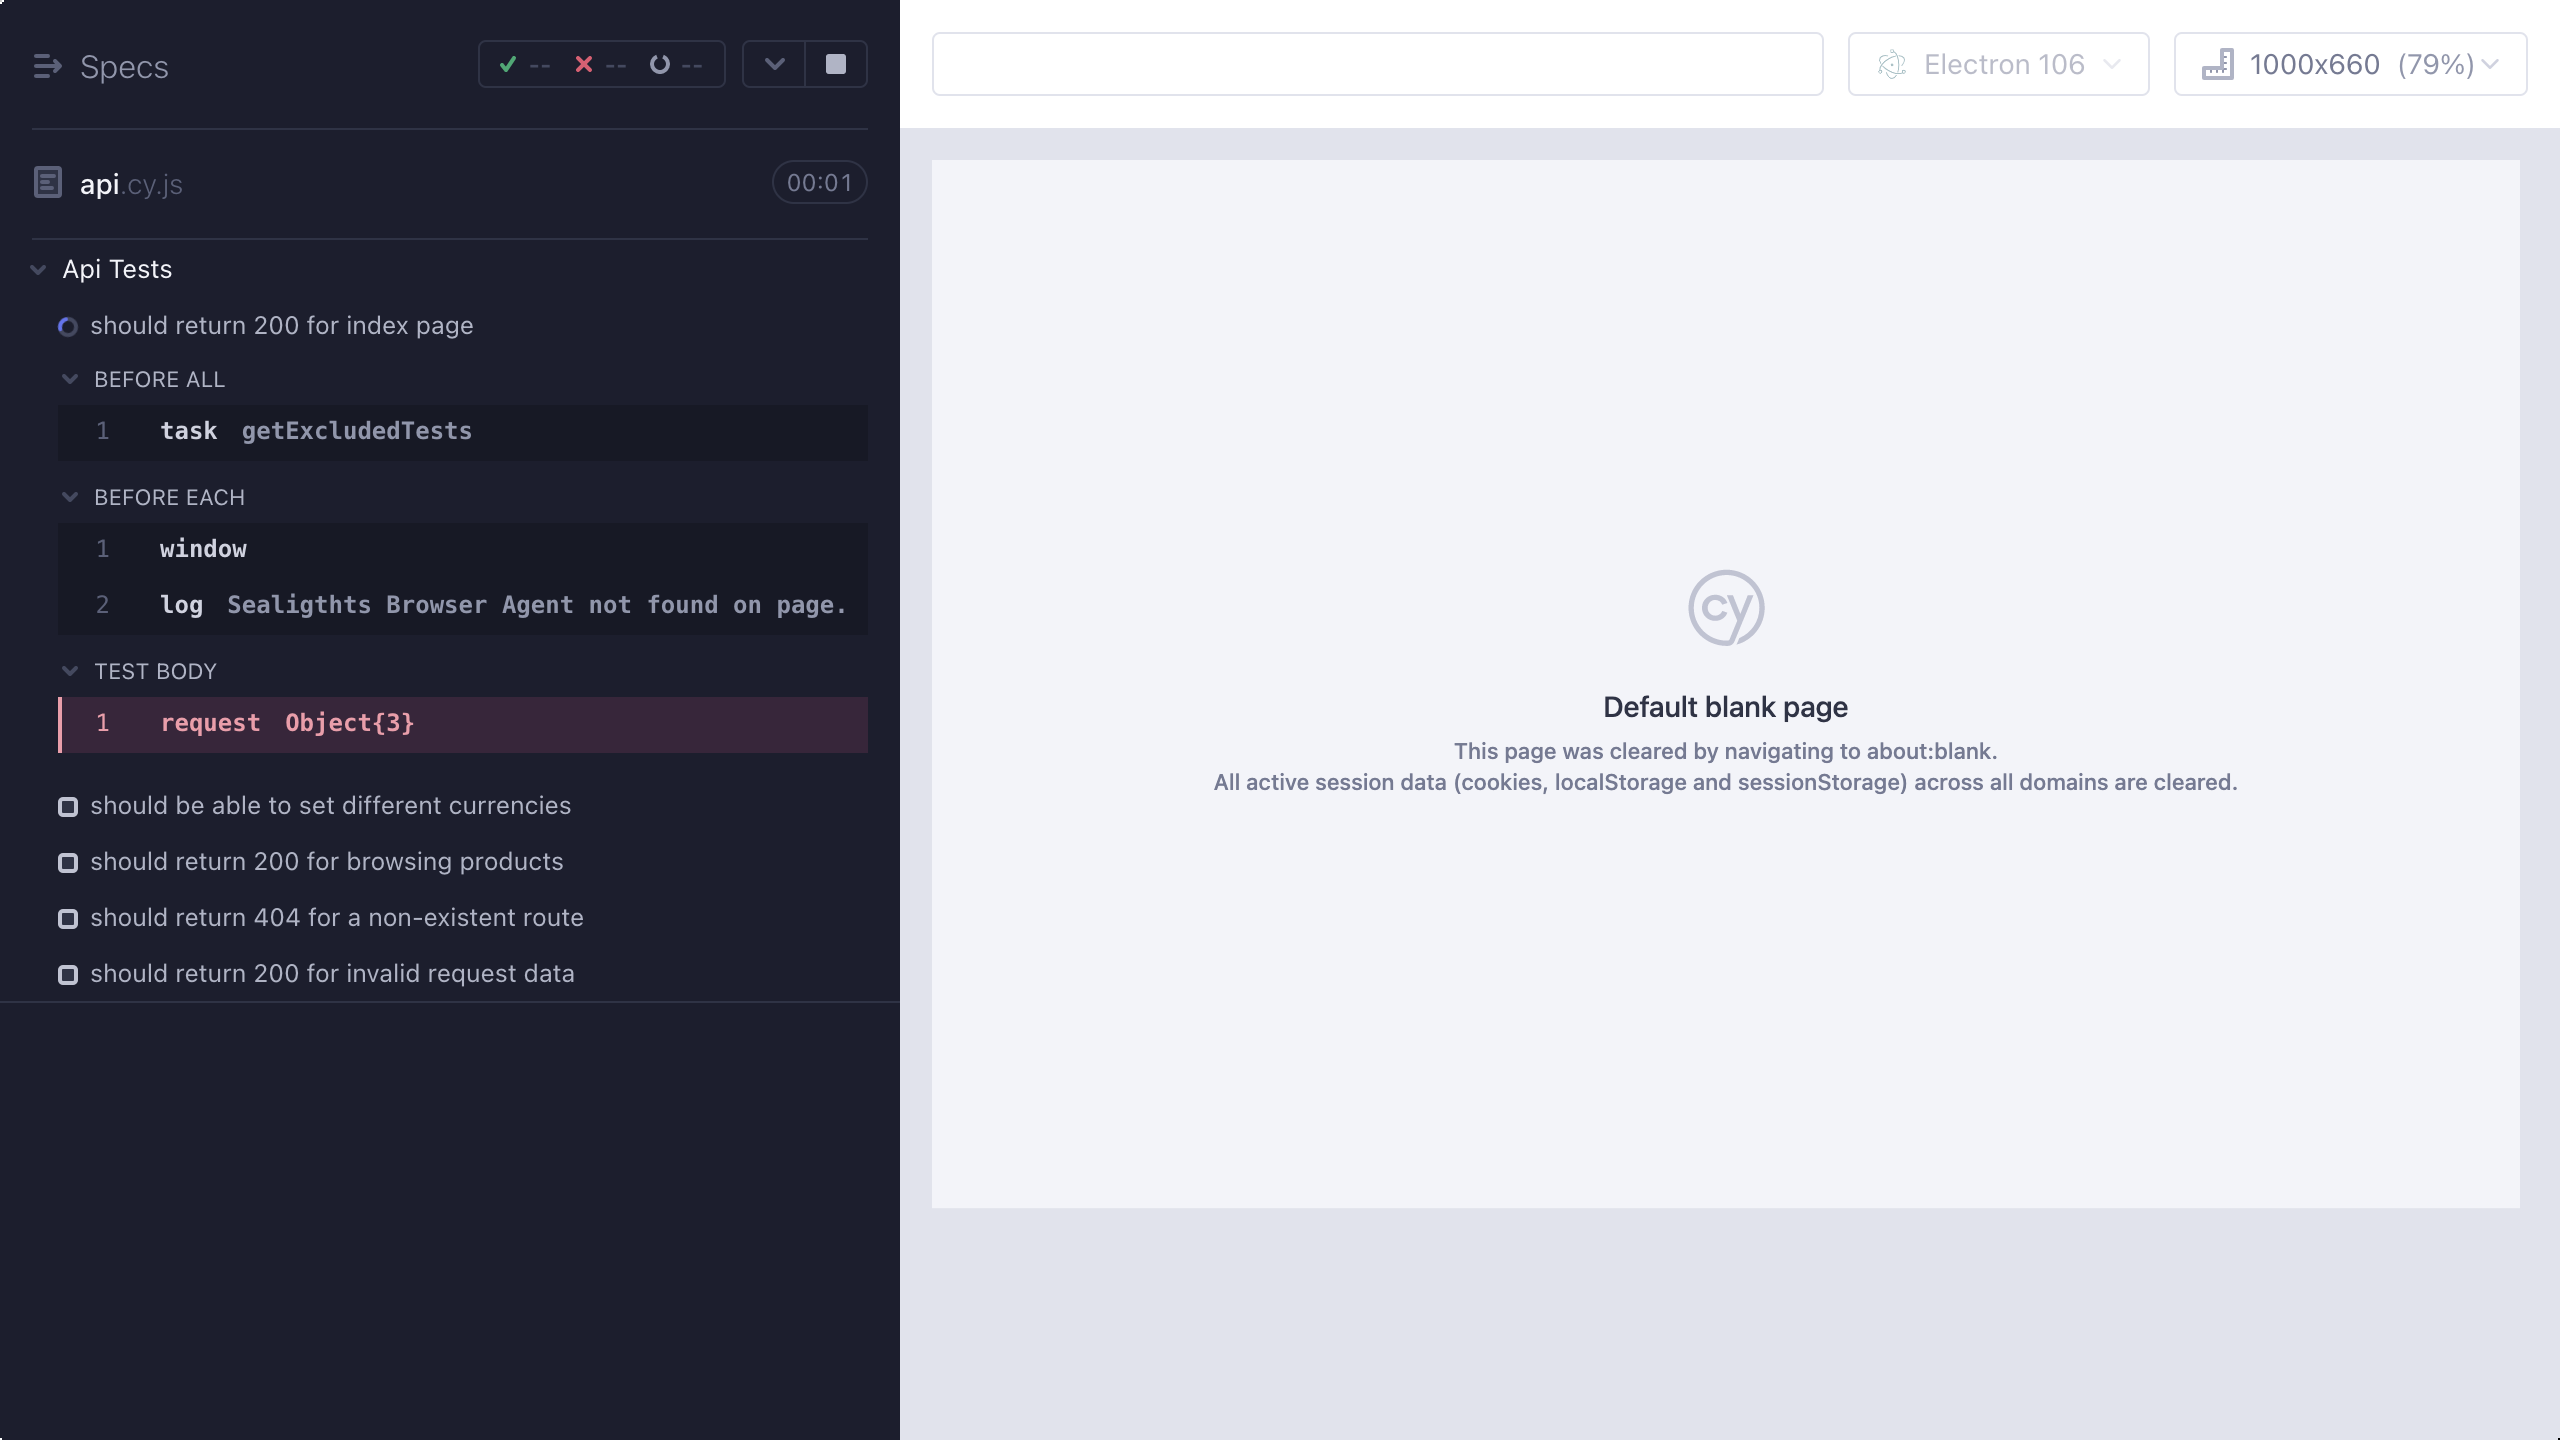 Specs
-- -- --
api.cy.js
00:01
Api Tests
should return 200 for index page
BEFORE ALL
1 task getExcludedTests
BEFORE EACH
1 window
2 log Sealigthts Browser Agent not found on page.
TEST BODY
1 request Object{3}
should be able to set different currencies
should return 200 for browsing products
should return 404 for a non-existent route
should return 200 for invalid request data
Electron 106
1000x660 (79%)
cy
Default blank page
This page was cleared by navigating to about:blank.
All active session data (cookies, localStorage and sessionStorage) across all domains are cleared.